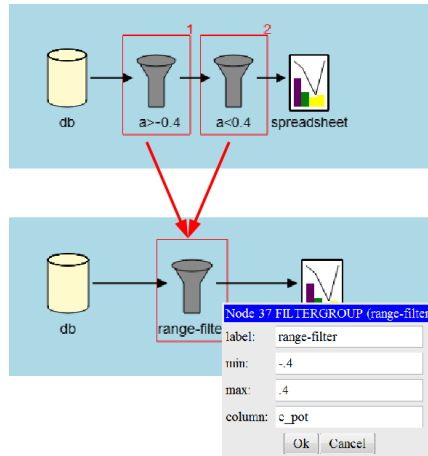 1
2
db
a>-0.4
a<0.4
spreadsheet
db
range-filte
Node 37 FILTERGROUP (range-filter
label: range-filter
min: -.4
max: .4
column: c_pot
Ok Cancel